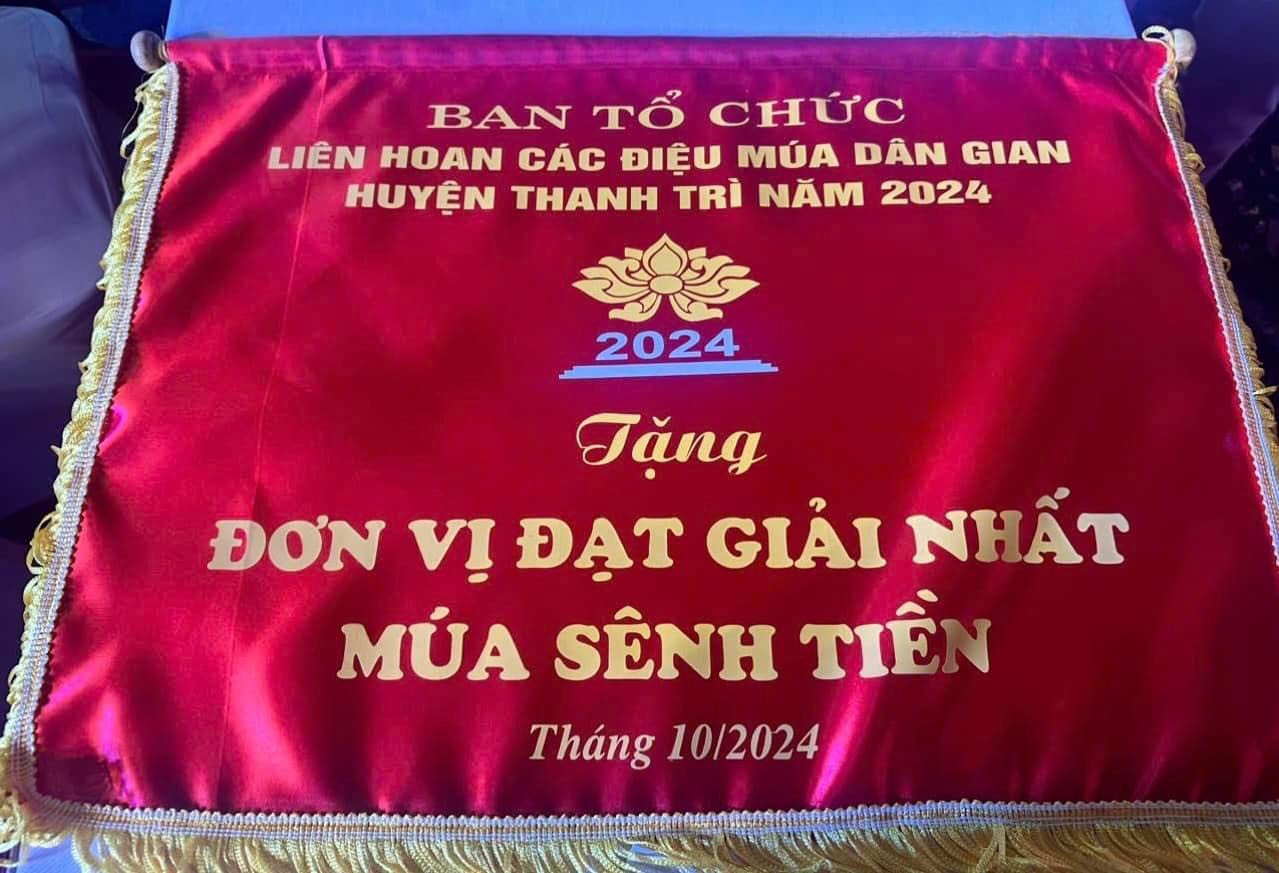 BAN TỔ CHỨC
LIÊN HOAN CÁC ĐIỆU MÚA DÂN GIAN
HUYỆN THANH TRÌ NĂM 2024
2024
Tặng
ĐƠN VỊ ĐẠT GIẢI NHẤT
MÚA SÊNH TIỀN
Tháng 10/2024